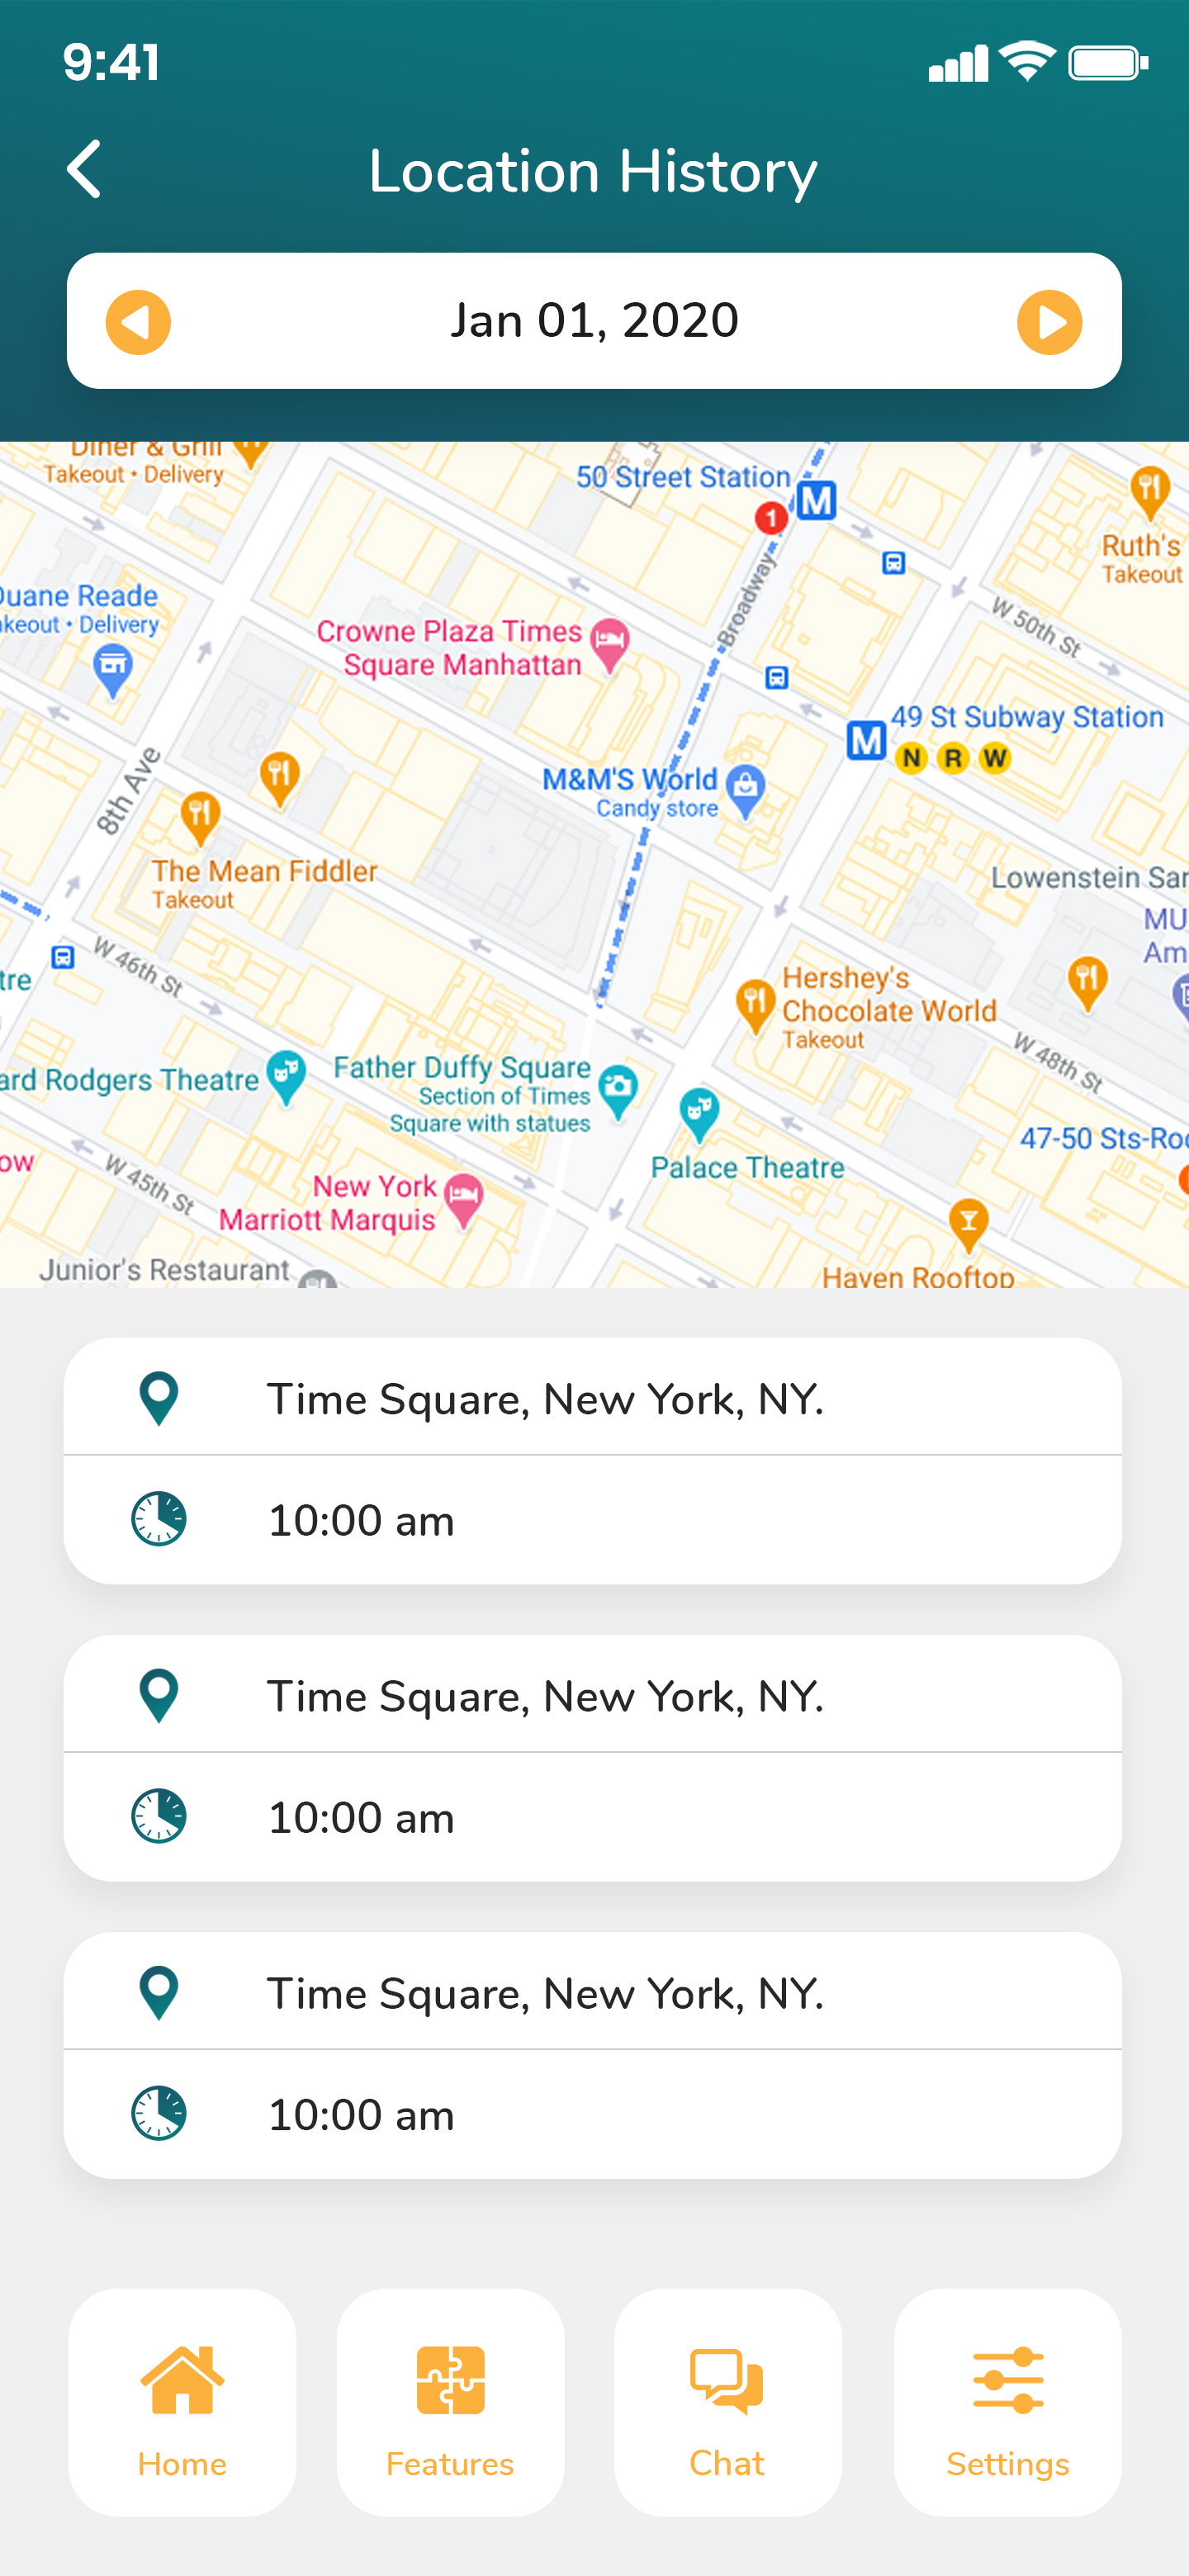 9:41
Location History
Jan 01, 2020
Diner & Grill
Takeout • Delivery
50 Street Station
M
1
Ruth's
Takeout
Duane Reade
Takeout • Delivery
Broadway
W 50th St
Crowne Plaza Times
Square Manhattan
49 St Subway Station
M
N R W
8th Ave
M&M'S World
Candy store
The Mean Fiddler
Takeout
Lowenstein
MU
Am
W 46th St
tre
Hershey's
Chocolate World
Takeout
W 48th St
Father Duffy Square
Section of Times
Square with statues
ard Rodgers Theatre
47-50 Sts-Ro
Palace Theatre
ow
W 45th St
New York
Marriott Marquis
Junior's Restaurant
Haven Rooftop
Time Square, New York, NY.
10:00 am
Time Square, New York, NY.
10:00 am
Time Square, New York, NY.
10:00 am
Home
Features
Chat
Settings